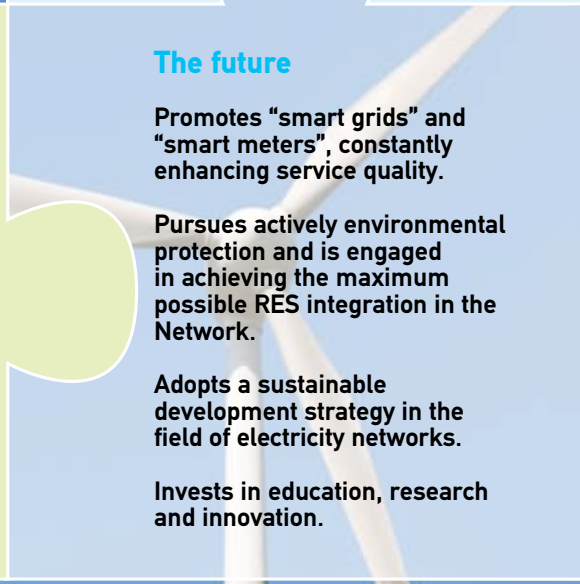 The future
Promotes “smart grids” and
“smart meters”, constantly
enhancing service quality.
Pursues actively environmental
protection and is engaged
in achieving the maximum
possible RES integration in the
Network.
Adopts a sustainable
development strategy in the
field of electricity networks.
Invests in education, research
and innovation.